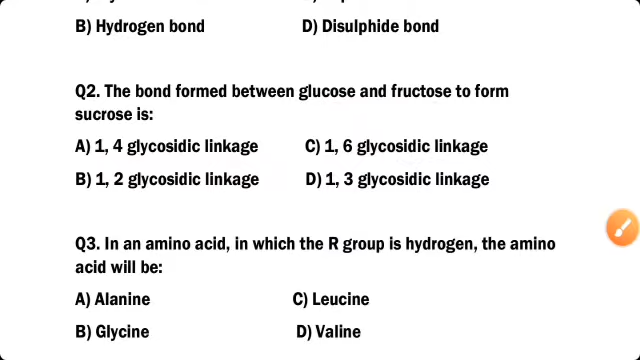 B) Hydrogen bond D) Disulphide bond
Q2. The bond formed between glucose and fructose to form
sucrose is:
A) 1, 4 glycosidic linkage C) 1, 6 glycosidic linkage
B) 1, 2 glycosidic linkage D) 1, 3 glycosidic linkage
Q3. In an amino acid, in which the R group is hydrogen, the amino
acid will be:
A) Alanine C) Leucine
B) Glycine D) Valine